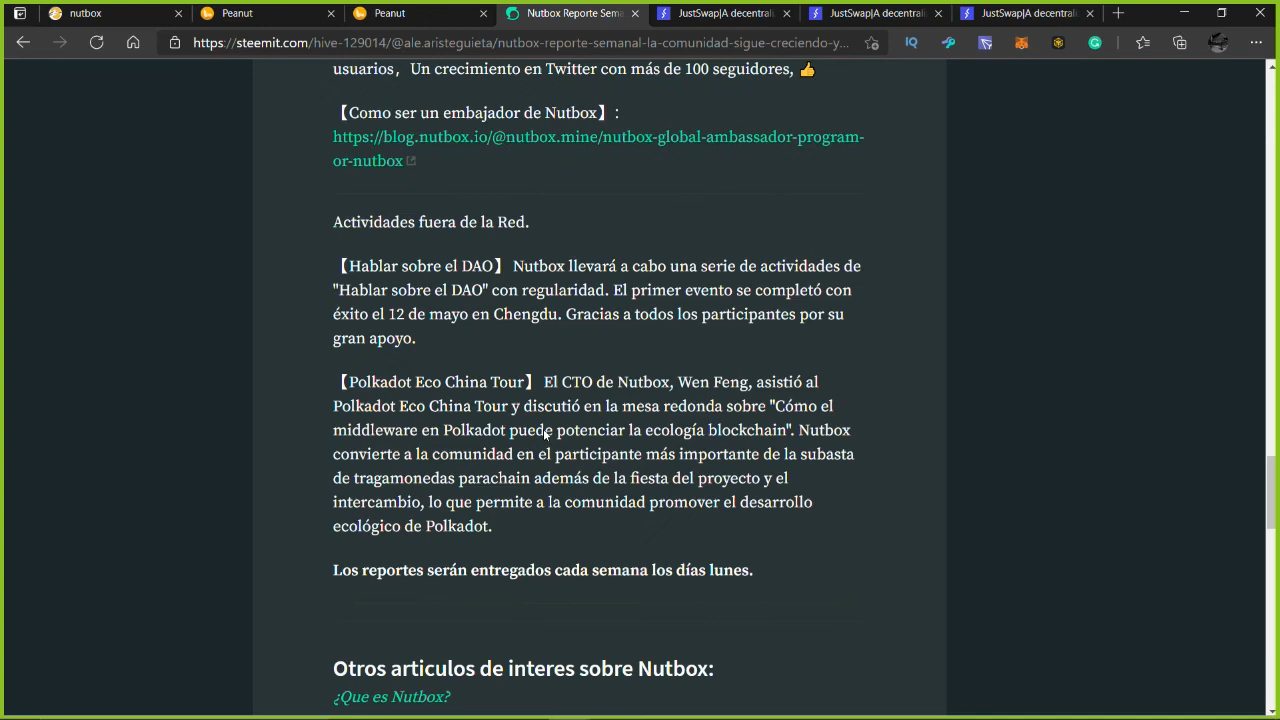 nutbox
Peanut
Peanut
Nutbox Reporte Sema
JustSwap|A decentrali
JustSwap|A decentrali
JustSwap|A decentrali
https://steemit.com/hive-129014/@ale.aristeguieta/nutbox-reporte-semanal-la-comunidad-sigue-creciendo-y...
usuarios，Un crecimiento en Twitter con más de 100 seguidores, 👍
【Como ser un embajador de Nutbox】:
https://blog.nutbox.io/@nutbox.mine/nutbox-global-ambassador-program-
or-nutbox
Actividades fuera de la Red.
【Hablar sobre el DAO】 Nutbox llevará a cabo una serie de actividades de
"Hablar sobre el DAO" con regularidad. El primer evento se completó con
éxito el 12 de mayo en Chengdu. Gracias a todos los participantes por su
gran apoyo.
【Polkadot Eco China Tour】 El CTO de Nutbox, Wen Feng, asistió al
Polkadot Eco China Tour y discutió en la mesa redonda sobre "Cómo el
middleware en Polkadot puede potenciar la ecología blockchain". Nutbox
convierte a la comunidad en el participante más importante de la subasta
de tragamonedas parachain además de la fiesta del proyecto y el
intercambio, lo que permite a la comunidad promover el desarrollo
ecológico de Polkadot.
Los reportes serán entregados cada semana los días lunes.
Otros articulos de interes sobre Nutbox:
¿Que es Nutbox?